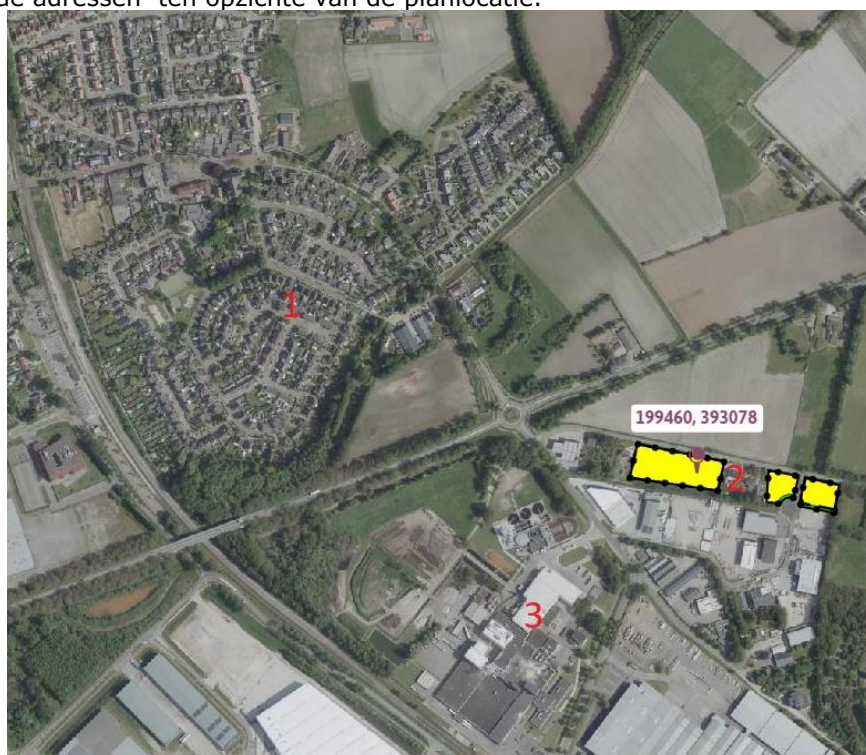 de adressen ten opzichte van de planlocatie:
1
199460, 393078
2
3